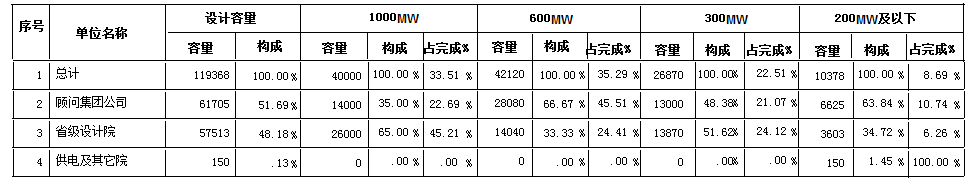 序号 单位名称 设计容量 1000MW 600MW 300MW 200MW及以下
容量 构成 容量 构成 占完成% 容量 构成 占完成% 容量 构成 占完成% 容量 构成 占完成%
1 总计 119368 100.00% 40000 100.00 % 33.51 % 42120 100.00 % 35.29 % 26870 100.00% 22.51 % 10378 100.00 % 8.69 %
2 顾问集团公司 61705 51.69% 14000 35.00 % 22.69 % 28080 66.67 % 45.51 % 13000 48.38% 21.07 % 6625 63.84 % 10.74 %
3 省级设计院 57513 48.18% 26000 65.00 % 45.21 % 14040 33.33 % 24.41 % 13870 51.62% 24.12 % 3603 34.72 % 6.26 %
4 供电及其它院 150 .13% 0 .00 % .00 % 0 .00 % .00 % 0 .00% .00 % 150 1.45 % 100.00 %